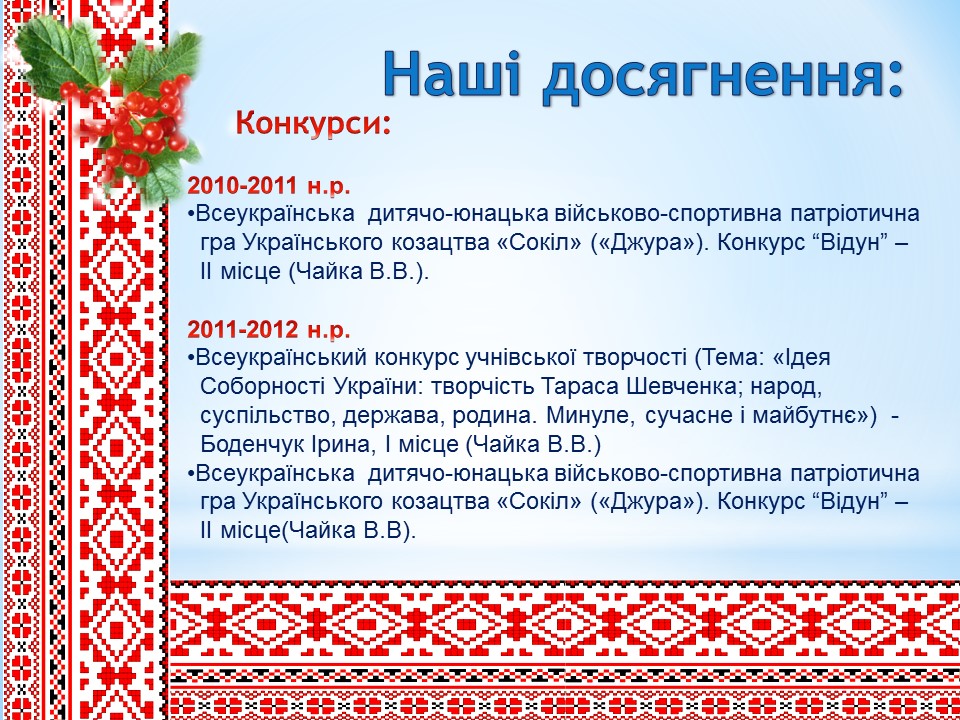 Наші досягнення:
Конкурси:
2010-2011 н.р.
•Всеукраїнська  дитячо-юнацька військово-спортивна патріотична
гра Українського козацтва «Сокіл» («Джура»). Конкурс “Відун” –
ІІ місце (Чайка В.В.).
2011-2012 н.р.
•Всеукраїнський конкурс учнівської творчості (Тема: «Ідея
Соборності України: творчість Тараса Шевченка; народ,
суспільство, держава, родина. Минуле, сучасне і майбутнє»)  -
Боденчук Ірина, І місце (Чайка В.В.)
•Всеукраїнська  дитячо-юнацька військово-спортивна патріотична
гра Українського козацтва «Сокіл» («Джура»). Конкурс “Відун” –
ІІ місце(Чайка В.В).